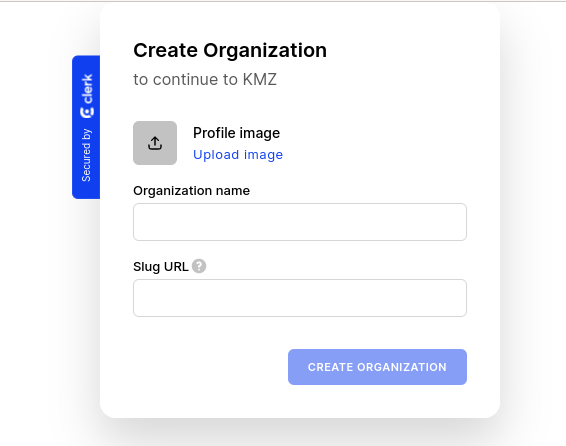 Create Organization
to continue to KMZ
Secured by clerk
Profile image
Upload image
Organization name
Slug URL ?
CREATE ORGANIZATION